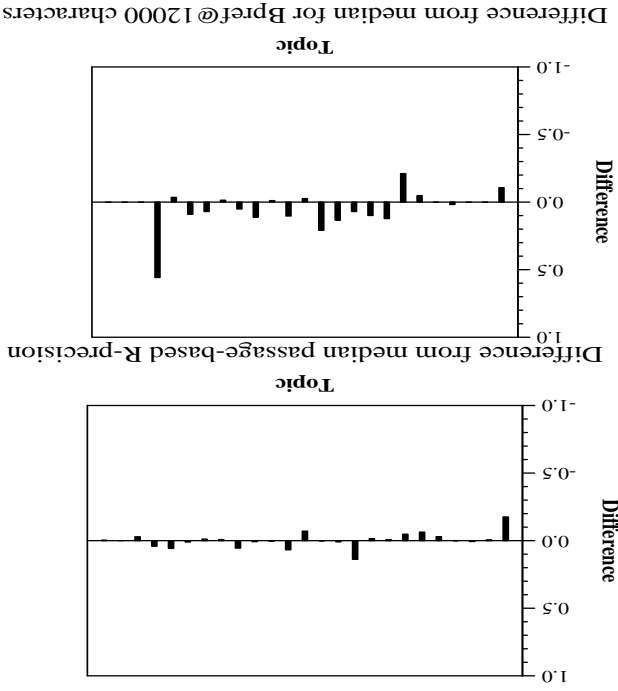 1.0
0.5
0.0
-0.5
-1.0
Difference
Topic
Difference from median passage-based R-precision
1.0
0.5
0.0
-0.5
-1.0
Difference
Topic
Difference from median for Bpref@12000 characters